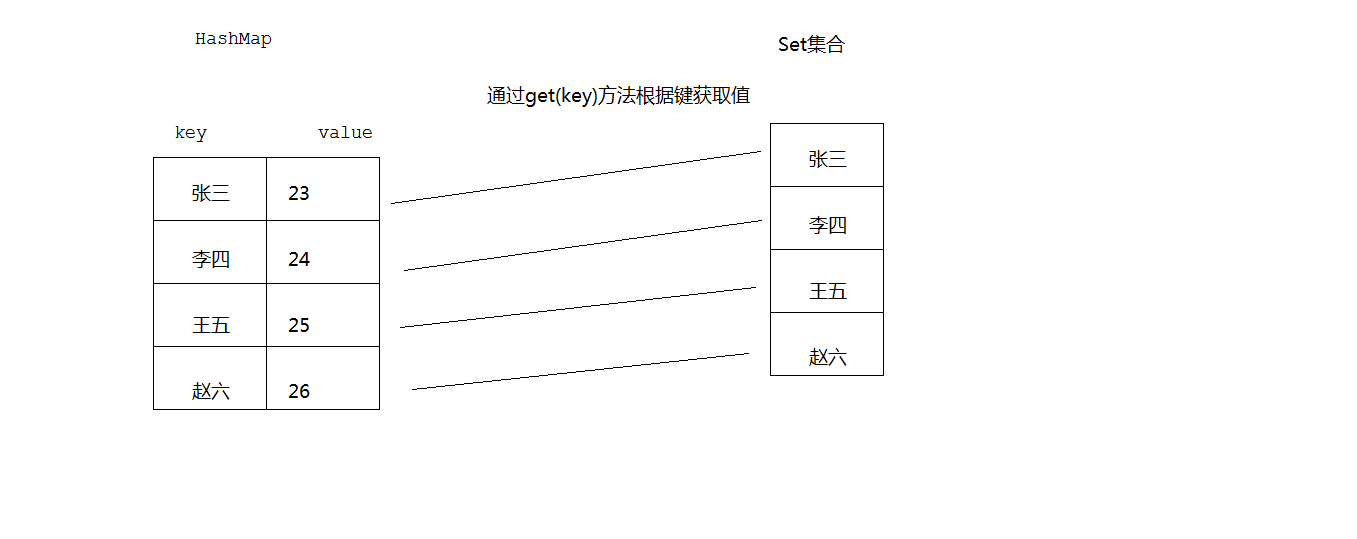 HashMap
Set集合
通过get(key)方法根据键获取值
key value
张三 23
李四 24
王五 25
赵六 26
张三
李四
王五
赵六